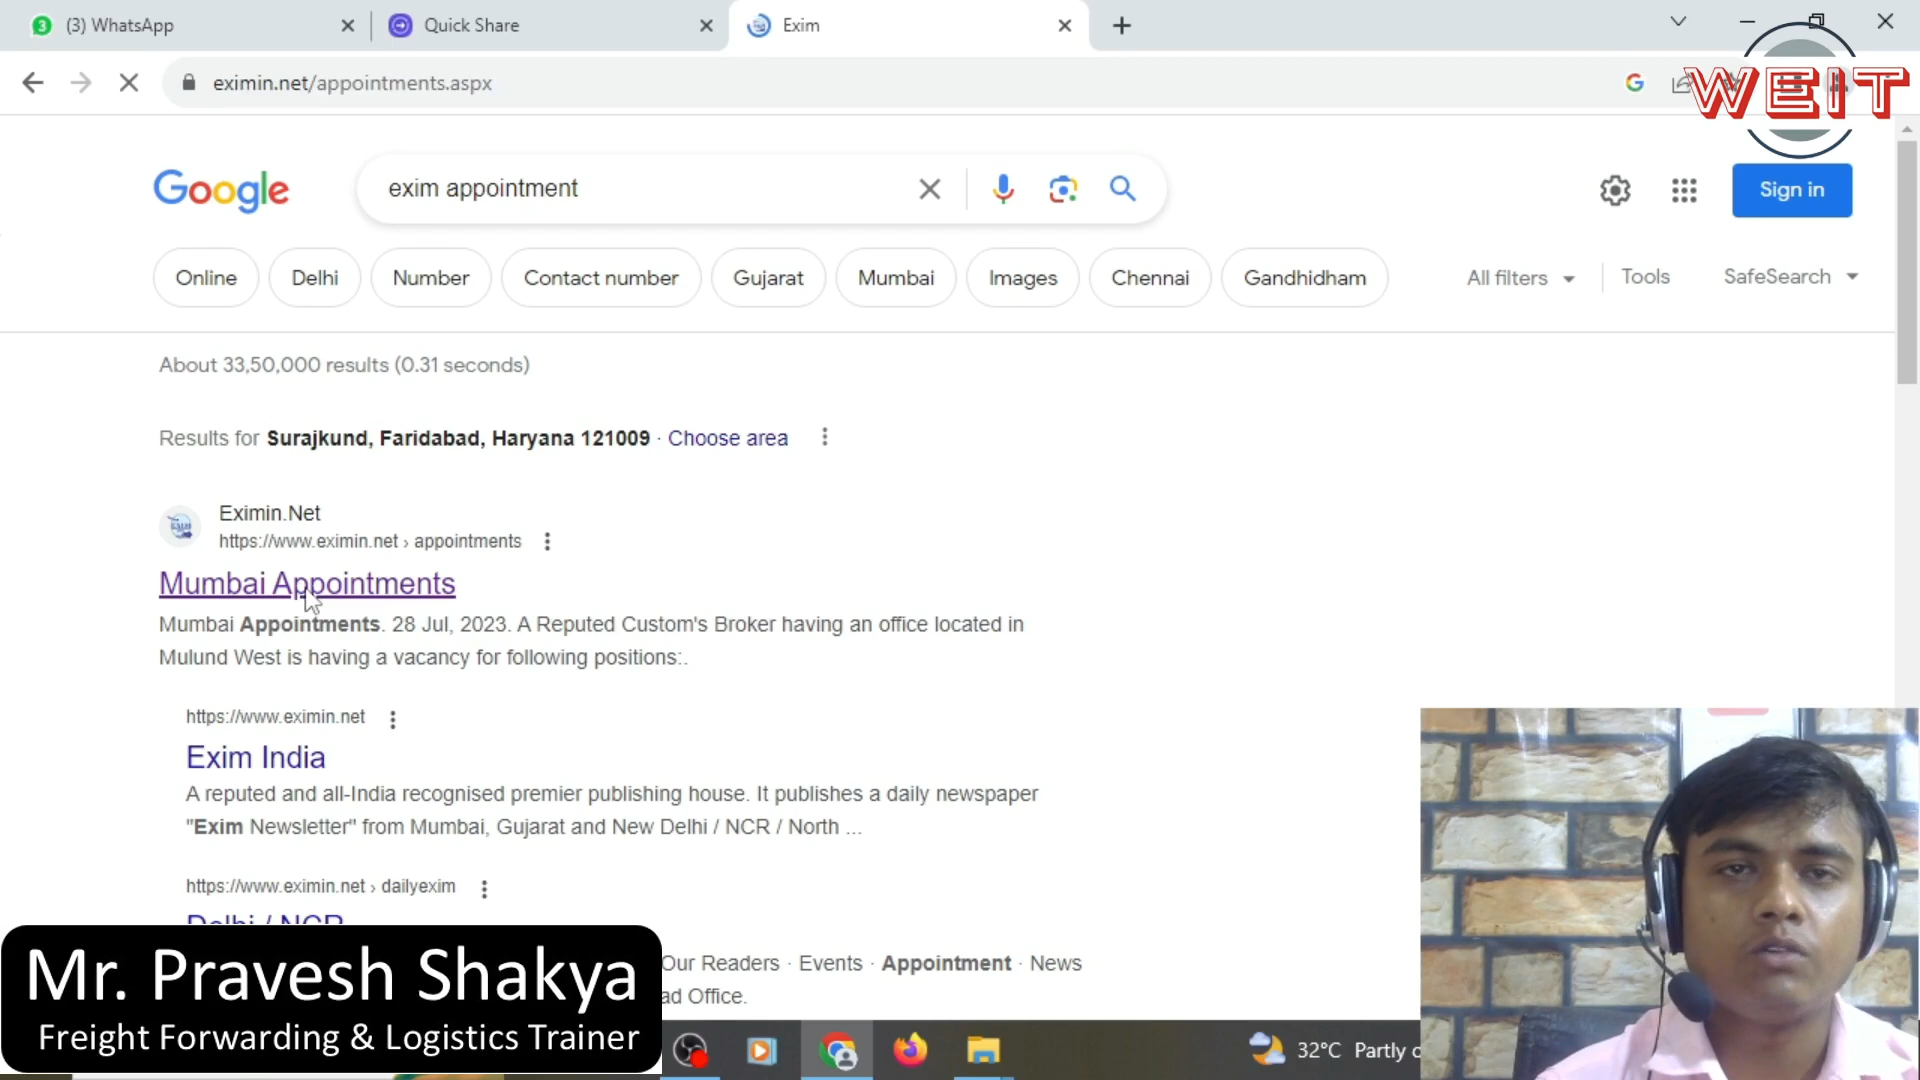 3
(3) WhatsApp
Quick Share
Exim
eximin.net/appointments.aspx
WEIT
Google
exim appointment
Sign in
Online
Delhi
Number
Contact number
Gujarat
Mumbai
Images
Chennai
Gandhidham
All filters
Tools
SafeSearch
About 33,50,000 results (0.31 seconds)
Results for Surajkund, Faridabad, Haryana 121009 · Choose area
Eximin.Net
https://www.eximin.net › appointments
Mumbai Appointments
Mumbai Appointments. 28 Jul, 2023. A Reputed Custom's Broker having an office located in
Mulund West is having a vacancy for following positions:.
https://www.eximin.net
Exim India
A reputed and all-India recognised premier publishing house. It publishes a daily newspaper
"Exim Newsletter" from Mumbai, Gujarat and New Delhi / NCR / North ...
https://www.eximin.net › dailyexim
Delhi / NCR
Our Readers · Events · Appointment · News
ad Office.
Mr. Pravesh Shakya
Freight Forwarding & Logistics Trainer
32°C Partly c